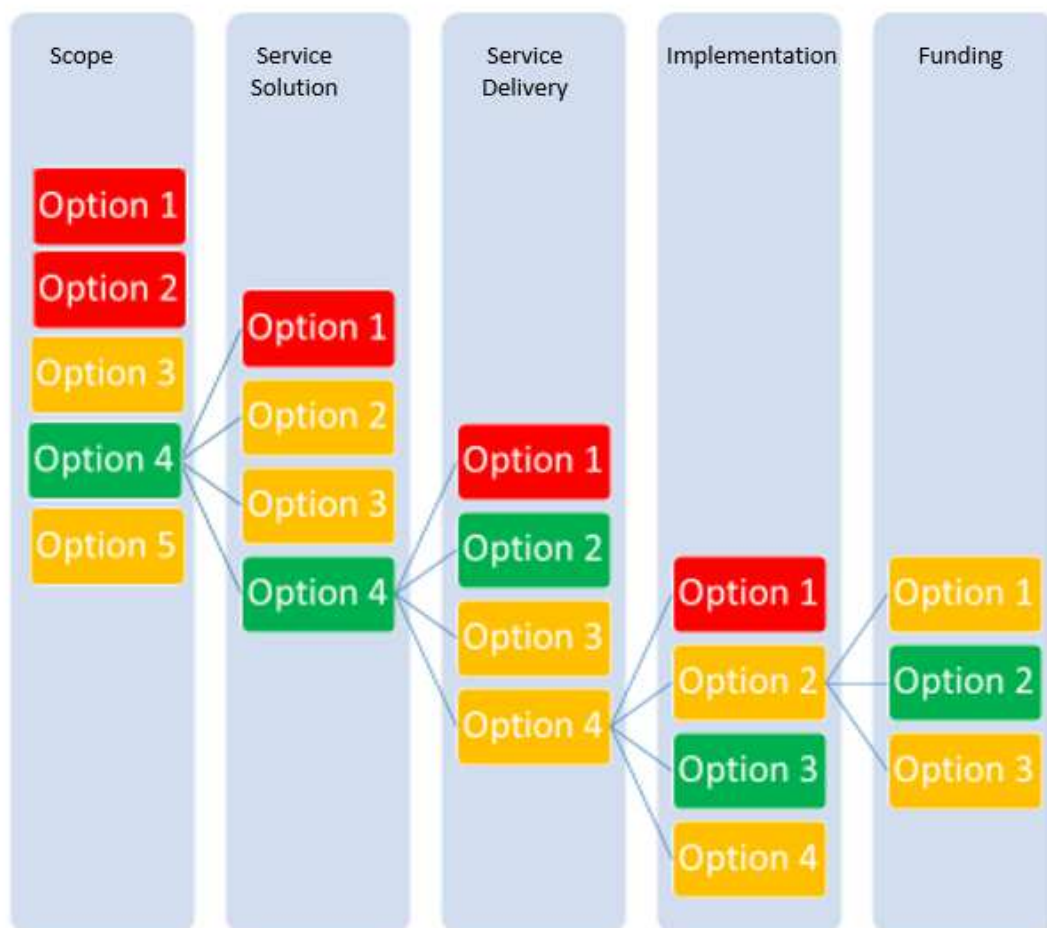 Scope
Service
Solution
Service
Delivery
Implementation
Funding
Option 1
Option 2
Option 3
Option 4
Option 5
Option 1
Option 2
Option 3
Option 4
Option 1
Option 2
Option 3
Option 4
Option 1
Option 2
Option 3
Option 4
Option 1
Option 2
Option 3